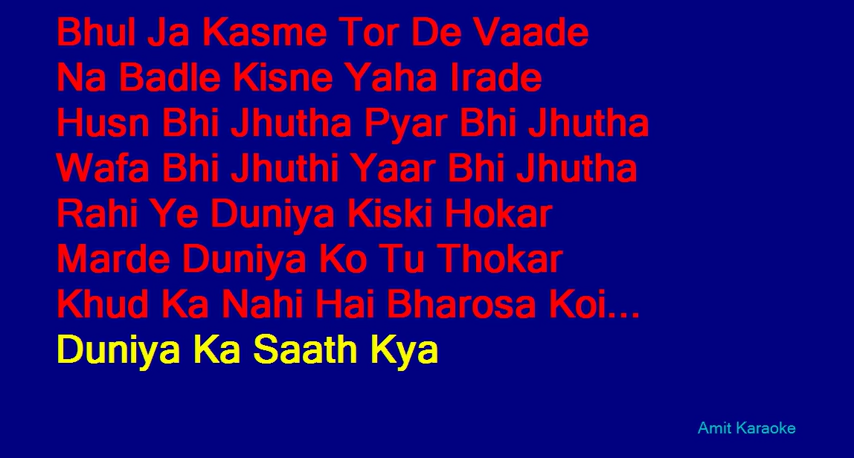 Bhul Ja Kasme Tor De Vaade
Na Badle Kisne Yaha Irade
Husn Bhi Jhutha Pyar Bhi Jhutha
Wafa Bhi Jhuthi Yaar Bhi Jhutha
Rahi Ye Duniya Kiski Hokar
Marde Duniya Ko Tu Thokar
Khud Ka Nahi Hai Bharosa Koi...
Duniya Ka Saath Kya
Amit Karaoke